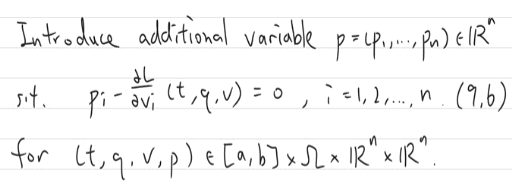 Introduce additional variable p=(p₁,...,pₙ)∈ℝⁿ
s.t. pᵢ - ∂L/∂vᵢ (t,q,v) = 0 , i=1,2,...,n (9.6)
for (t,q,v,p) ∈ [a,b] × Ω × ℝⁿ × ℝⁿ.